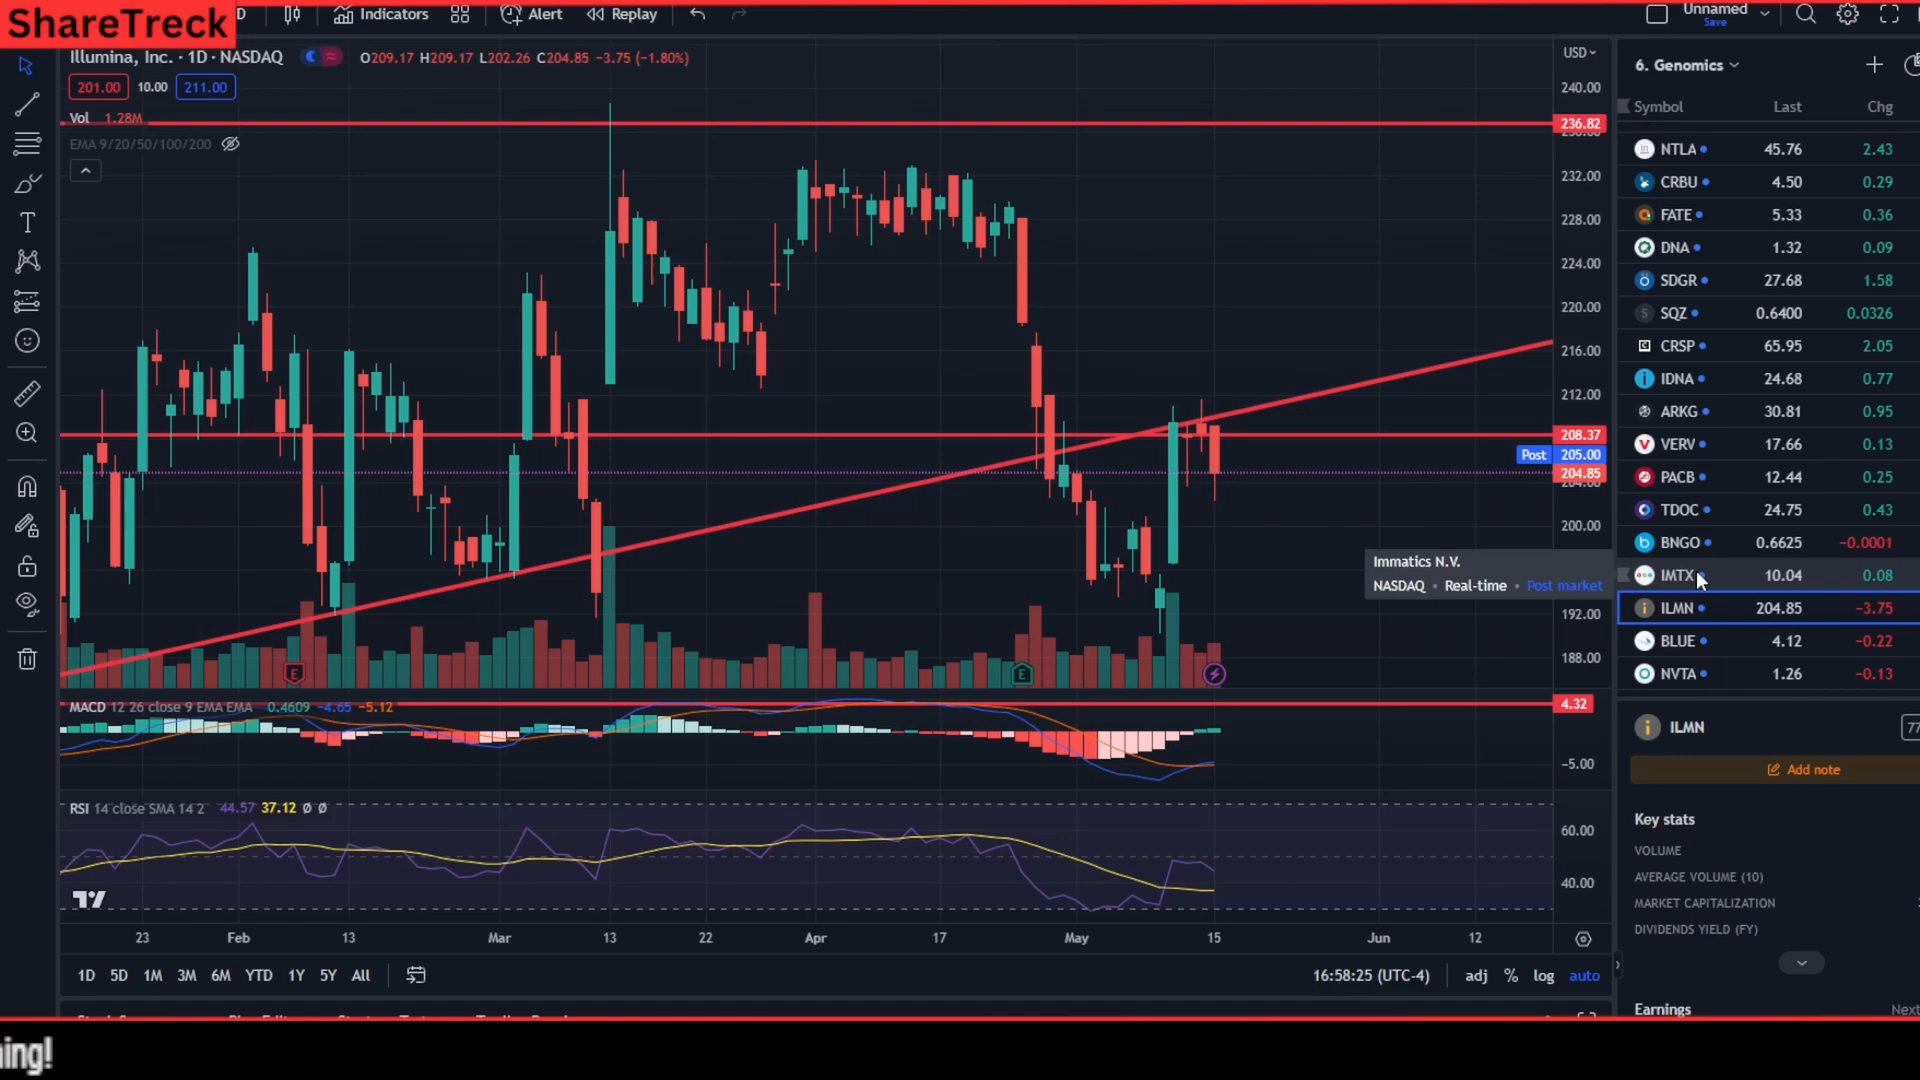 ShareTreck
D
Indicators
Alert
Replay
Unnamed
Save
Illumina, Inc. · 1D · NASDAQ
O209.17 H209.17 L202.26 C204.85 −3.75 (−1.80%)
201.00 10.00 211.00
Vol 1.28M
EMA 9/20/50/100/200
USD
240.00
236.82
232.00
228.00
224.00
220.00
216.00
212.00
208.37
Post 205.00
204.85
204.00
200.00
192.00
188.00
Immatics N.V.
NASDAQ • Real-time • Post market
E
E
MACD 12 26 close 9 EMA EMA 0.4609 −4.65 −5.12
4.32
−5.00
RSI 14 close SMA 14 2 44.57 37.12 Ø Ø
60.00
40.00
23 Feb 13 Mar 13 22 Apr 17 May 15 Jun 12
1D 5D 1M 3M 6M YTD 1Y 5Y All
16:58:25 (UTC-4) adj % log auto
6. Genomics
Symbol Last Chg
NTLA 45.76 2.43
CRBU 4.50 0.29
FATE 5.33 0.36
DNA 1.32 0.09
SDGR 27.68 1.58
SQZ 0.6400 0.0326
CRSP 65.95 2.05
IDNA 24.68 0.77
ARKG 30.81 0.95
VERV 17.66 0.13
PACB 12.44 0.25
TDOC 24.75 0.43
BNGO 0.6625 −0.0001
IMTX 10.04 0.08
ILMN 204.85 −3.75
BLUE 4.12 −0.22
NVTA 1.26 −0.13
ILMN
77
Add note
Key stats
VOLUME
AVERAGE VOLUME (10)
MARKET CAPITALIZATION
DIVIDENDS YIELD (FY)
Earnings
Next
ning!